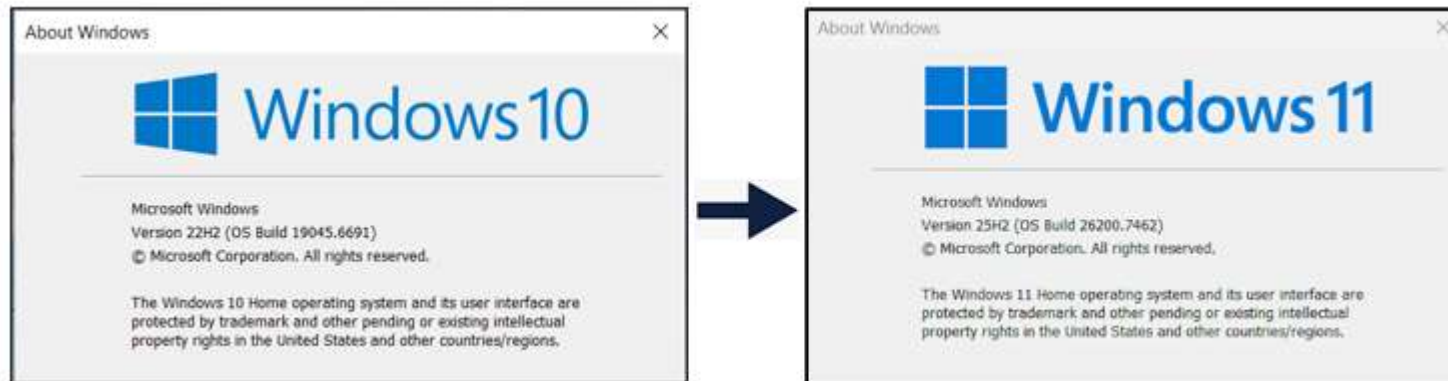 About Windows
Windows 10
Microsoft Windows
Version 22H2 (OS Build 19045.6691)
© Microsoft Corporation. All rights reserved.
The Windows 10 Home operating system and its user interface are
protected by trademark and other pending or existing intellectual
property rights in the United States and other countries/regions.
About Windows
Windows 11
Microsoft Windows
Version 25H2 (OS Build 26200.7462)
© Microsoft Corporation. All rights reserved.
The Windows 11 Home operating system and its user interface are
protected by trademark and other pending or existing intellectual
property rights in the United States and other countries/regions.